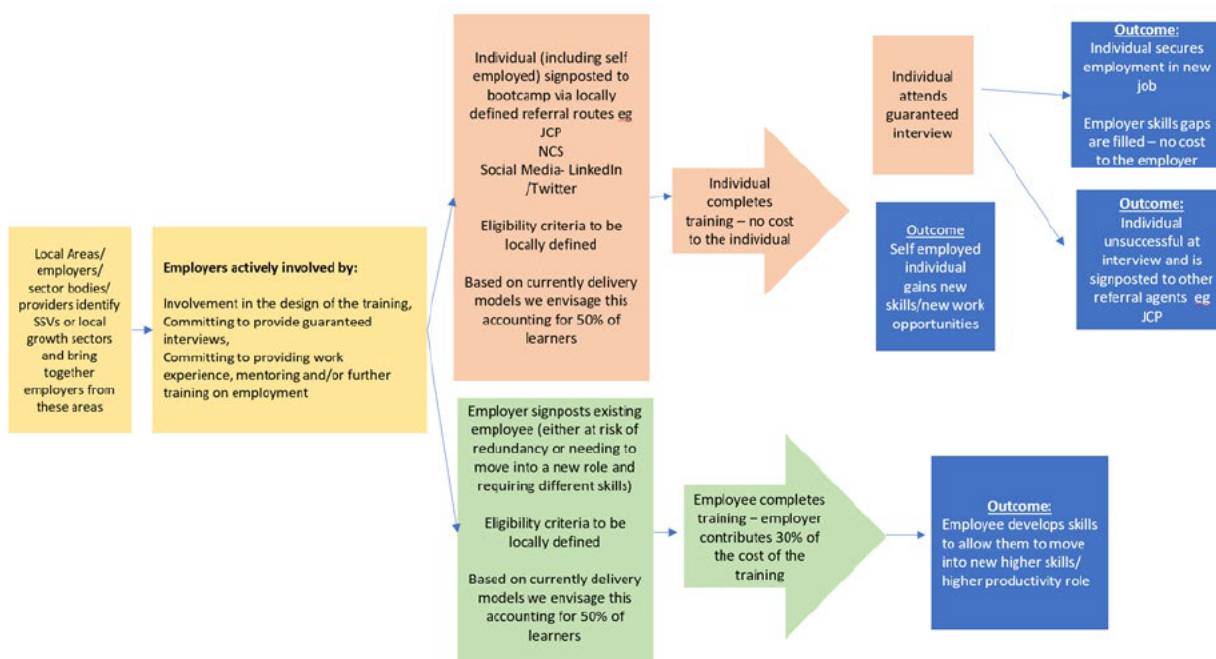 Local Areas/
employers/
sector bodies/
providers identify
SSVs or local
growth sectors
and bring
together
employers from
these areas
Employers actively involved by:
Involvement in the design of the training,
Committing to provide guaranteed
interviews,
Committing to providing work
experience, mentoring and/or further
training on employment
Individual (including self
employed) signposted to
bootcamp via locally
defined referral routes eg
JCP
NCS
Social Media- LinkedIn
/Twitter
Eligibility criteria to be
locally defined
Based on currently delivery
models we envisage this
accounting for 50% of
learners
Individual
completes
training – no cost
to the individual
Individual
attends
guaranteed
interview
Outcome:
Individual secures
employment in new
job
Employer skills gaps
are filled – no cost
to the employer
Outcome
Self employed
individual
gains new
skills/new work
opportunities
Outcome:
Individual
unsuccessful at
interview and is
signposted to other
referral agents eg
JCP
Employer signposts existing
employee (either at risk of
redundancy or needing to
move into a new role and
requiring different skills)
Eligibility criteria to be
locally defined
Based on currently delivery
models we envisage this
accounting for 50% of
learners
Employee completes
training – employer
contributes 30% of
the cost of the
training
Outcome:
Employee develops skills
to allow them to move
into new higher skills/
higher productivity role